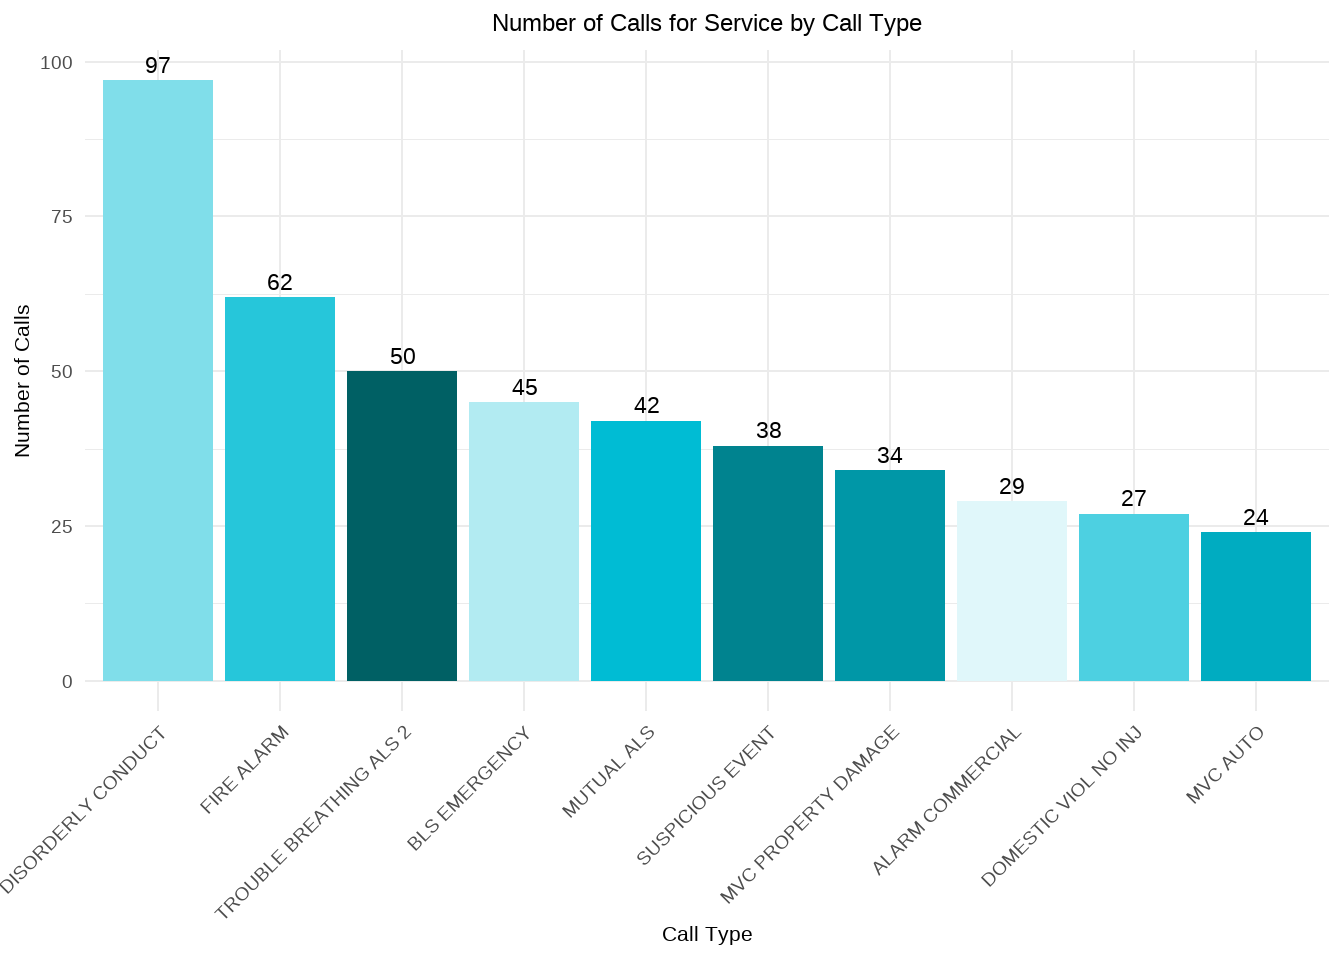 Number of Calls for Service by Call Type
Number of Calls
100
75
50
25
0
97
62
50
45
42
38
34
29
27
24
DISORDERLY CONDUCT
FIRE ALARM
TROUBLE BREATHING ALS 2
BLS EMERGENCY
MUTUAL ALS
SUSPICIOUS EVENT
MVC PROPERTY DAMAGE
ALARM COMMERCIAL
DOMESTIC VIOL NO INJ
MVC AUTO
Call Type